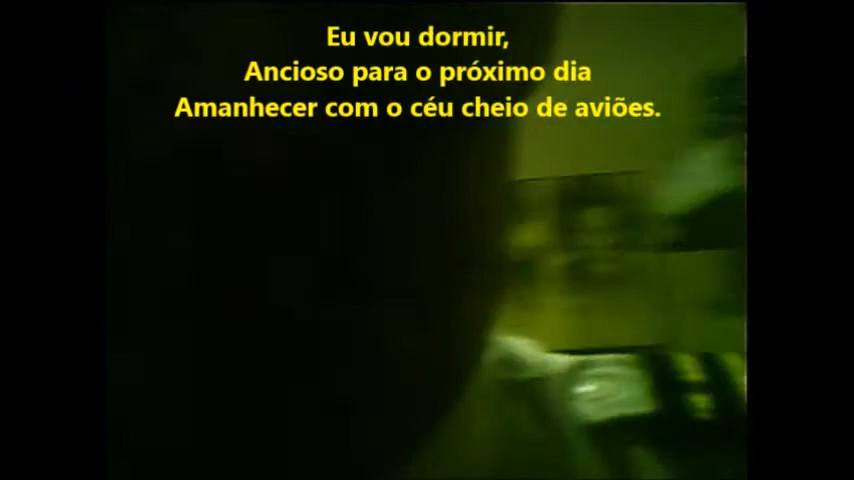 Eu vou dormir,
Ancioso para o próximo dia
Amanhecer com o céu cheio de aviões.